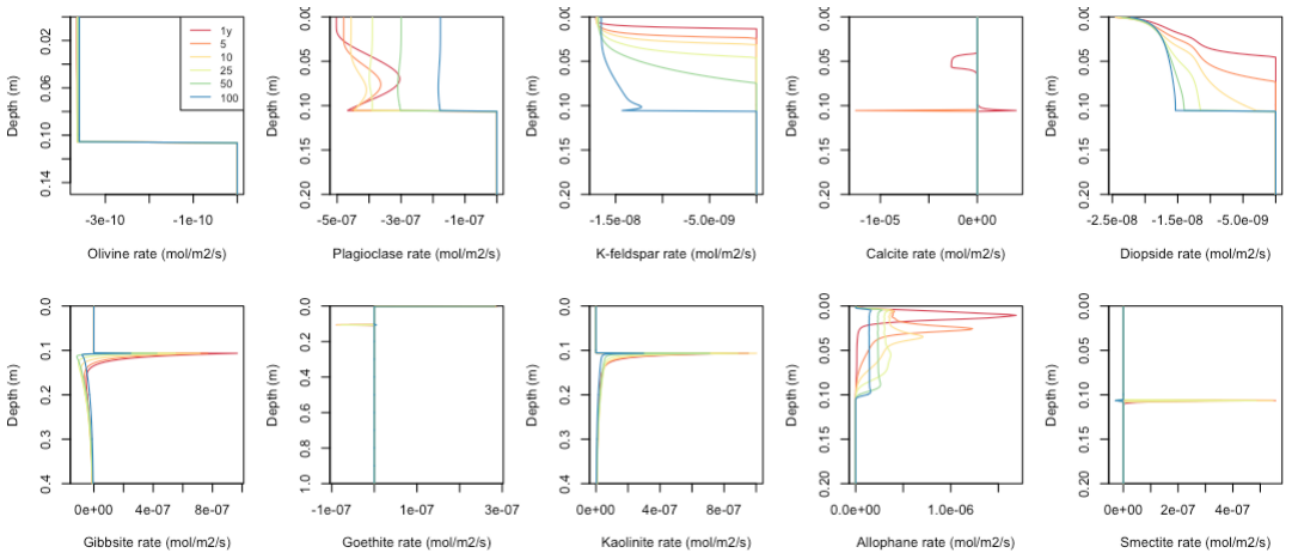 Depth (m)
0.02
0.06
0.10
0.14
1y
5
10
25
50
100
-3e-10
-1e-10
Olivine rate (mol/m2/s)
Depth (m)
0.05
0.10
0.15
0.20
-5e-07
-3e-07
-1e-07
Plagioclase rate (mol/m2/s)
Depth (m)
0.05
0.10
0.15
0.20
-1.5e-08
-5.0e-09
K-feldspar rate (mol/m2/s)
Depth (m)
0.05
0.10
0.15
0.20
-1e-05
0e+00
Calcite rate (mol/m2/s)
Depth (m)
0.00
0.05
0.10
0.15
0.20
-2.5e-08
-1.5e-08
-5.0e-09
Diopside rate (mol/m2/s)
Depth (m)
0.0
0.1
0.2
0.3
0.4
0e+00
4e-07
8e-07
Gibbsite rate (mol/m2/s)
Depth (m)
0.0
0.2
0.4
0.6
0.8
1.0
-1e-07
1e-07
3e-07
Goethite rate (mol/m2/s)
Depth (m)
0.0
0.1
0.2
0.3
0.4
0e+00
4e-07
8e-07
Kaolinite rate (mol/m2/s)
Depth (m)
0.00
0.05
0.10
0.15
0.20
0.0e+00
1.0e-06
Allophane rate (mol/m2/s)
Depth (m)
0.00
0.05
0.10
0.15
0.20
0e+00
2e-07
4e-07
Smectite rate (mol/m2/s)